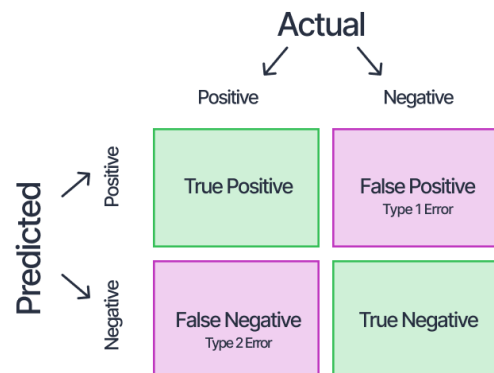 Actual
Positive
Negative
Predicted
Positive
True Positive
False Positive
Type 1 Error
Negative
False Negative
Type 2 Error
True Negative